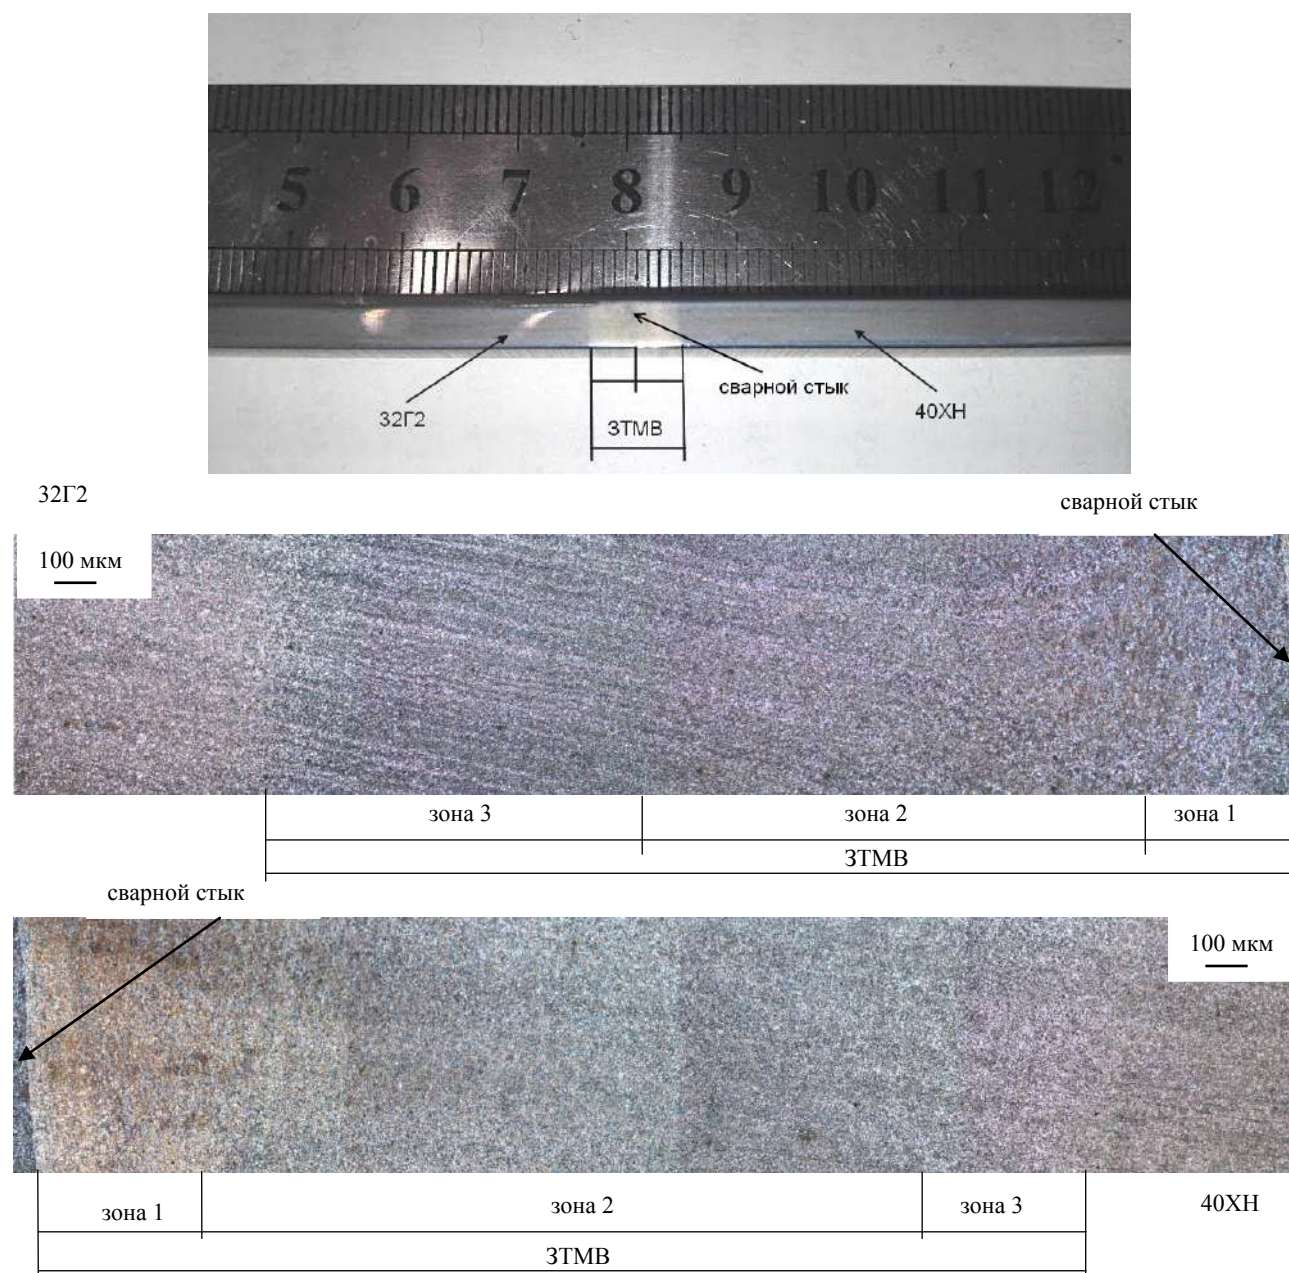 5 6 7 8 9 10 11 12
сварной стык
32Г2
40ХН
ЗТМВ
32Г2
сварной стык
100 мкм
зона 3 зона 2 зона 1
ЗТМВ
сварной стык
100 мкм
зона 1 зона 2 зона 3 40ХН
ЗТМВ